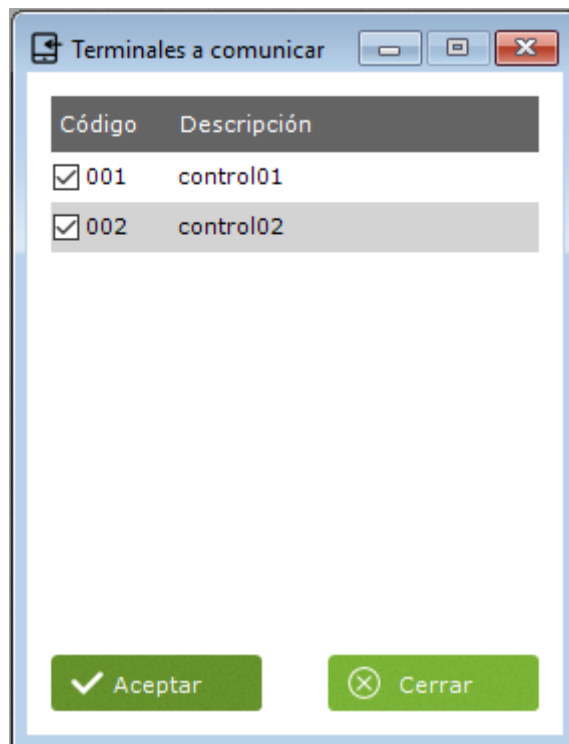 Terminales a comunicar
Código Descripción
001 control01
002 control02
Aceptar Cerrar